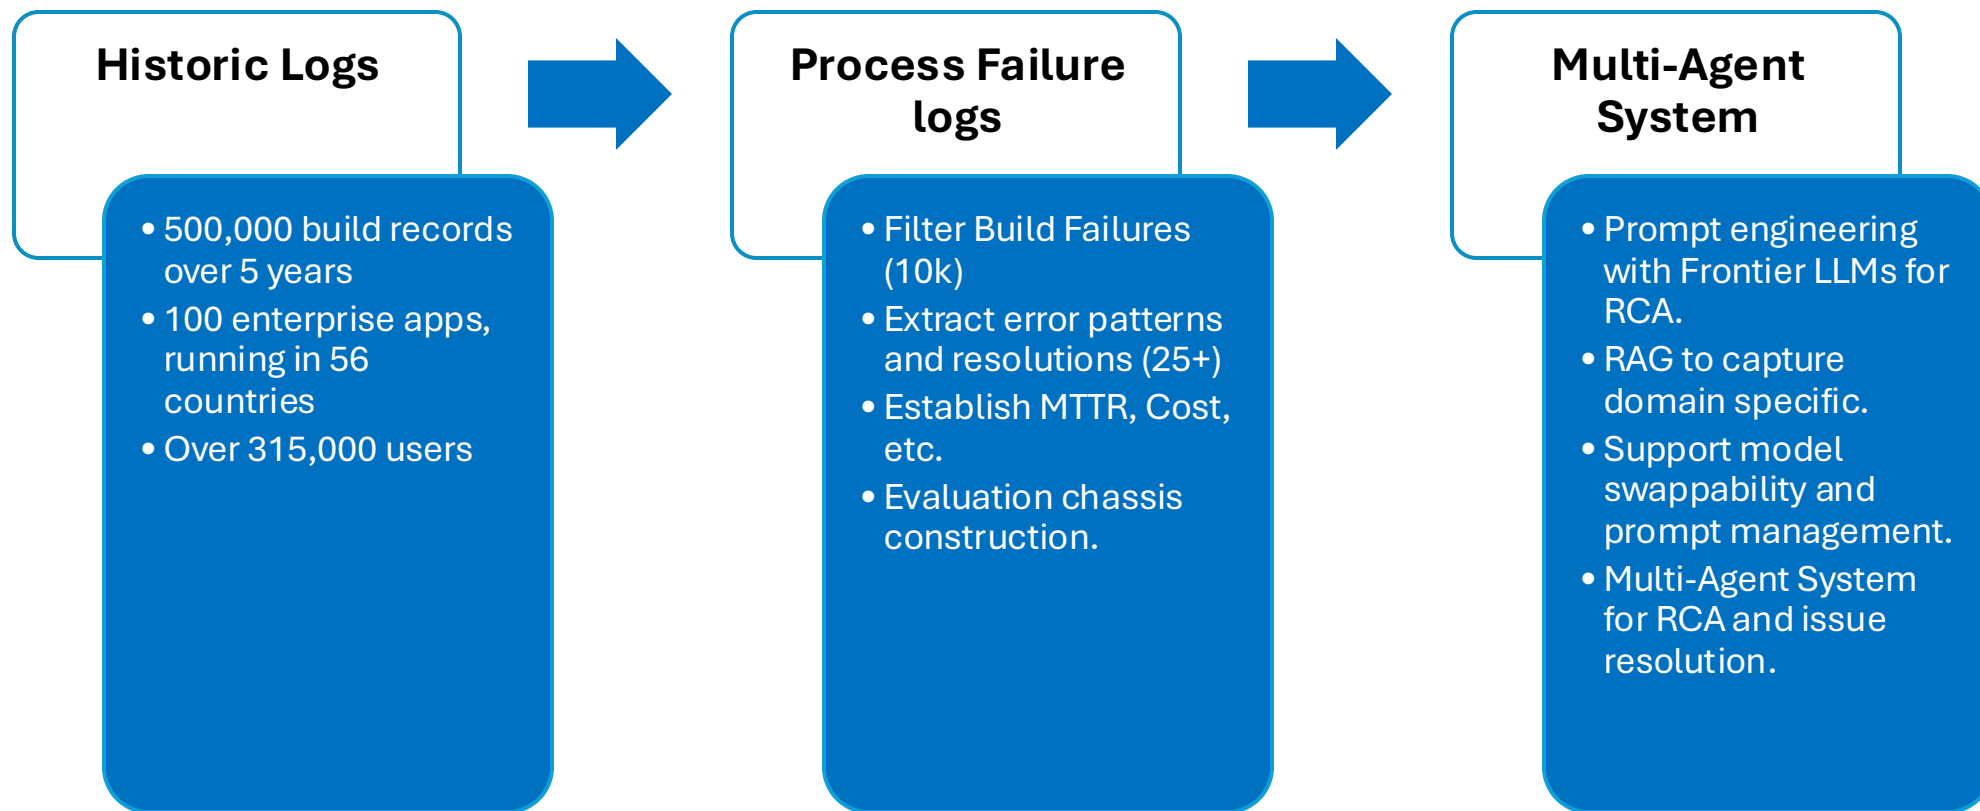 Historic Logs
• 500,000 build records
over 5 years
• 100 enterprise apps,
running in 56
countries
• Over 315,000 users
Process Failure
logs
• Filter Build Failures
(10k)
• Extract error patterns
and resolutions (25+)
• Establish MTTR, Cost,
etc.
• Evaluation chassis
construction.
Multi-Agent
System
• Prompt engineering
with Frontier LLMs for
RCA.
• RAG to capture
domain specific.
• Support model
swappability and
prompt management.
• Multi-Agent System
for RCA and issue
resolution.